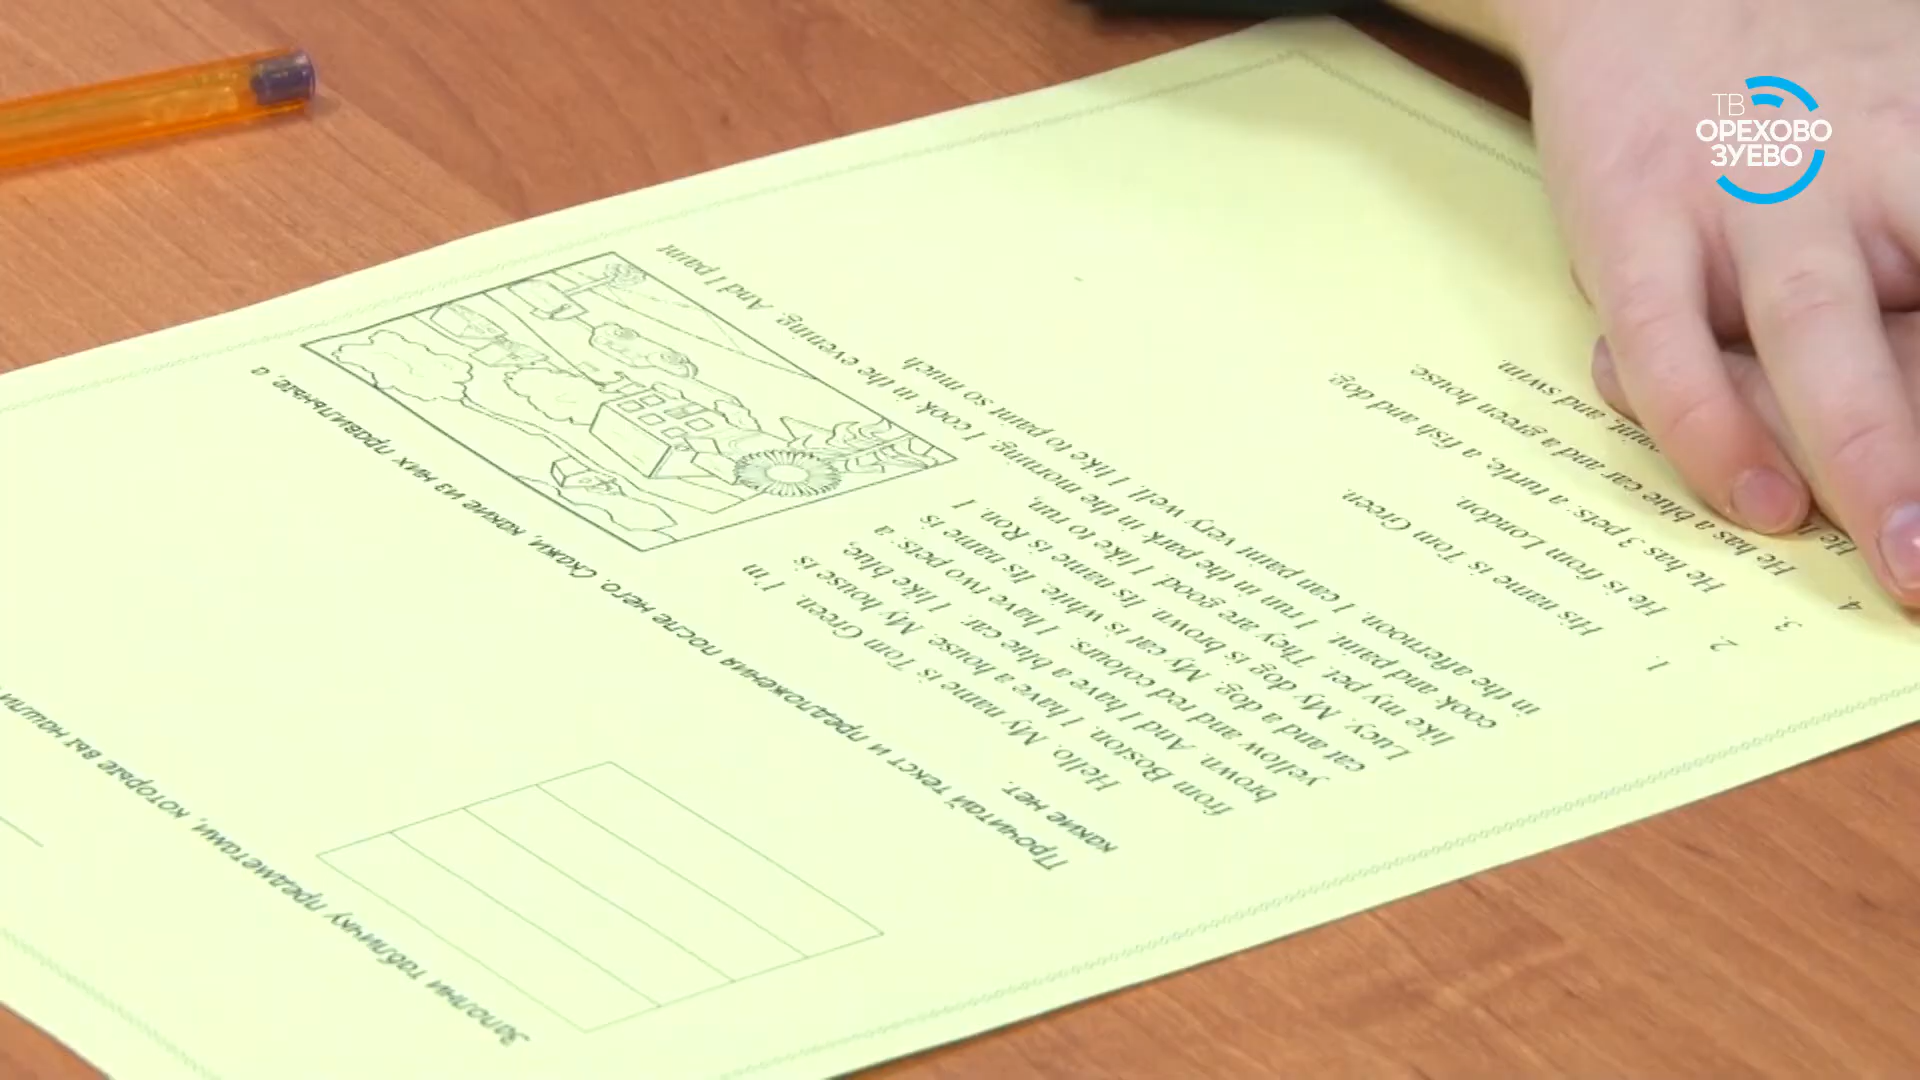 ТВ
ОРЕХОВО
ЗУЕВО
Заполни табличку предметами, которые вы нашли
Прочитай текст и предложения после него. Скажи, какие из них правильные, а
какие нет.
Hello. My name is Tom Green. I'm
from Boston. I have a house. My house is
brown. And I have a blue car. I like blue,
yellow and red colours. I have two pets: a
cat and a dog. My cat is white. Its name is
Lucy. My dog is brown. Its name is Ron. I
like my pet. They are good. I like to run,
cook and paint. I run in the park in the morning. I cook in the evening. And I paint
in the afternoon. I can paint very well. I like to paint so much
1. His name is Tom Green.
2. He is from London.
3. He has 3 pets: a turtle, a fish and dog.
4. He has a blue car and a green house.
He paint, and swim.